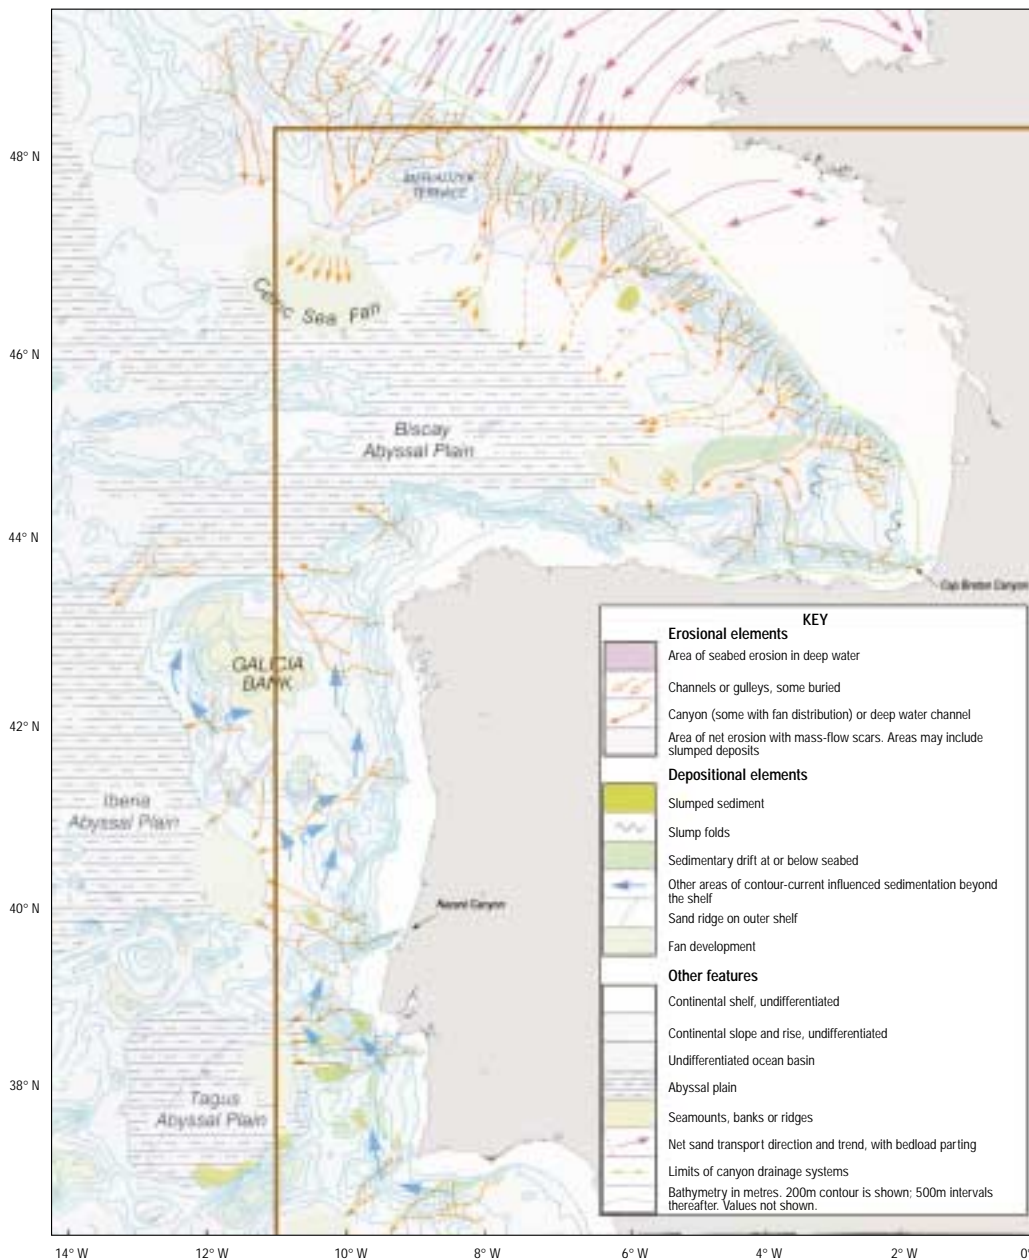 48° N
46° N
44° N
42° N
40° N
38° N
TERRACE
Celtic Sea Fan
Biscay
Abyssal Plain
Cap Breton Canyon
GALICIA
BANK
Iberia
Abyssal Plain
Nazaré Canyon
Tagus
Abyssal Plain
KEY
Erosional elements
Area of seabed erosion in deep water
Channels or gulleys, some buried
Canyon (some with fan distribution) or deep water channel
Area of net erosion with mass-flow scars. Areas may include
slumped deposits
Depositional elements
Slumped sediment
Slump folds
Sedimentary drift at or below seabed
Other areas of contour-current influenced sedimentation beyond
the shelf
Sand ridge on outer shelf
Fan development
Other features
Continental shelf, undifferentiated
Continental slope and rise, undifferentiated
Undifferentiated ocean basin
Abyssal plain
Seamounts, banks or ridges
Net sand transport direction and trend, with bedload parting
Limits of canyon drainage systems
Bathymetry in metres. 200m contour is shown; 500m intervals
thereafter. Values not shown.
14° W 12° W 10° W 8° W 6° W 4° W 2° W 0°